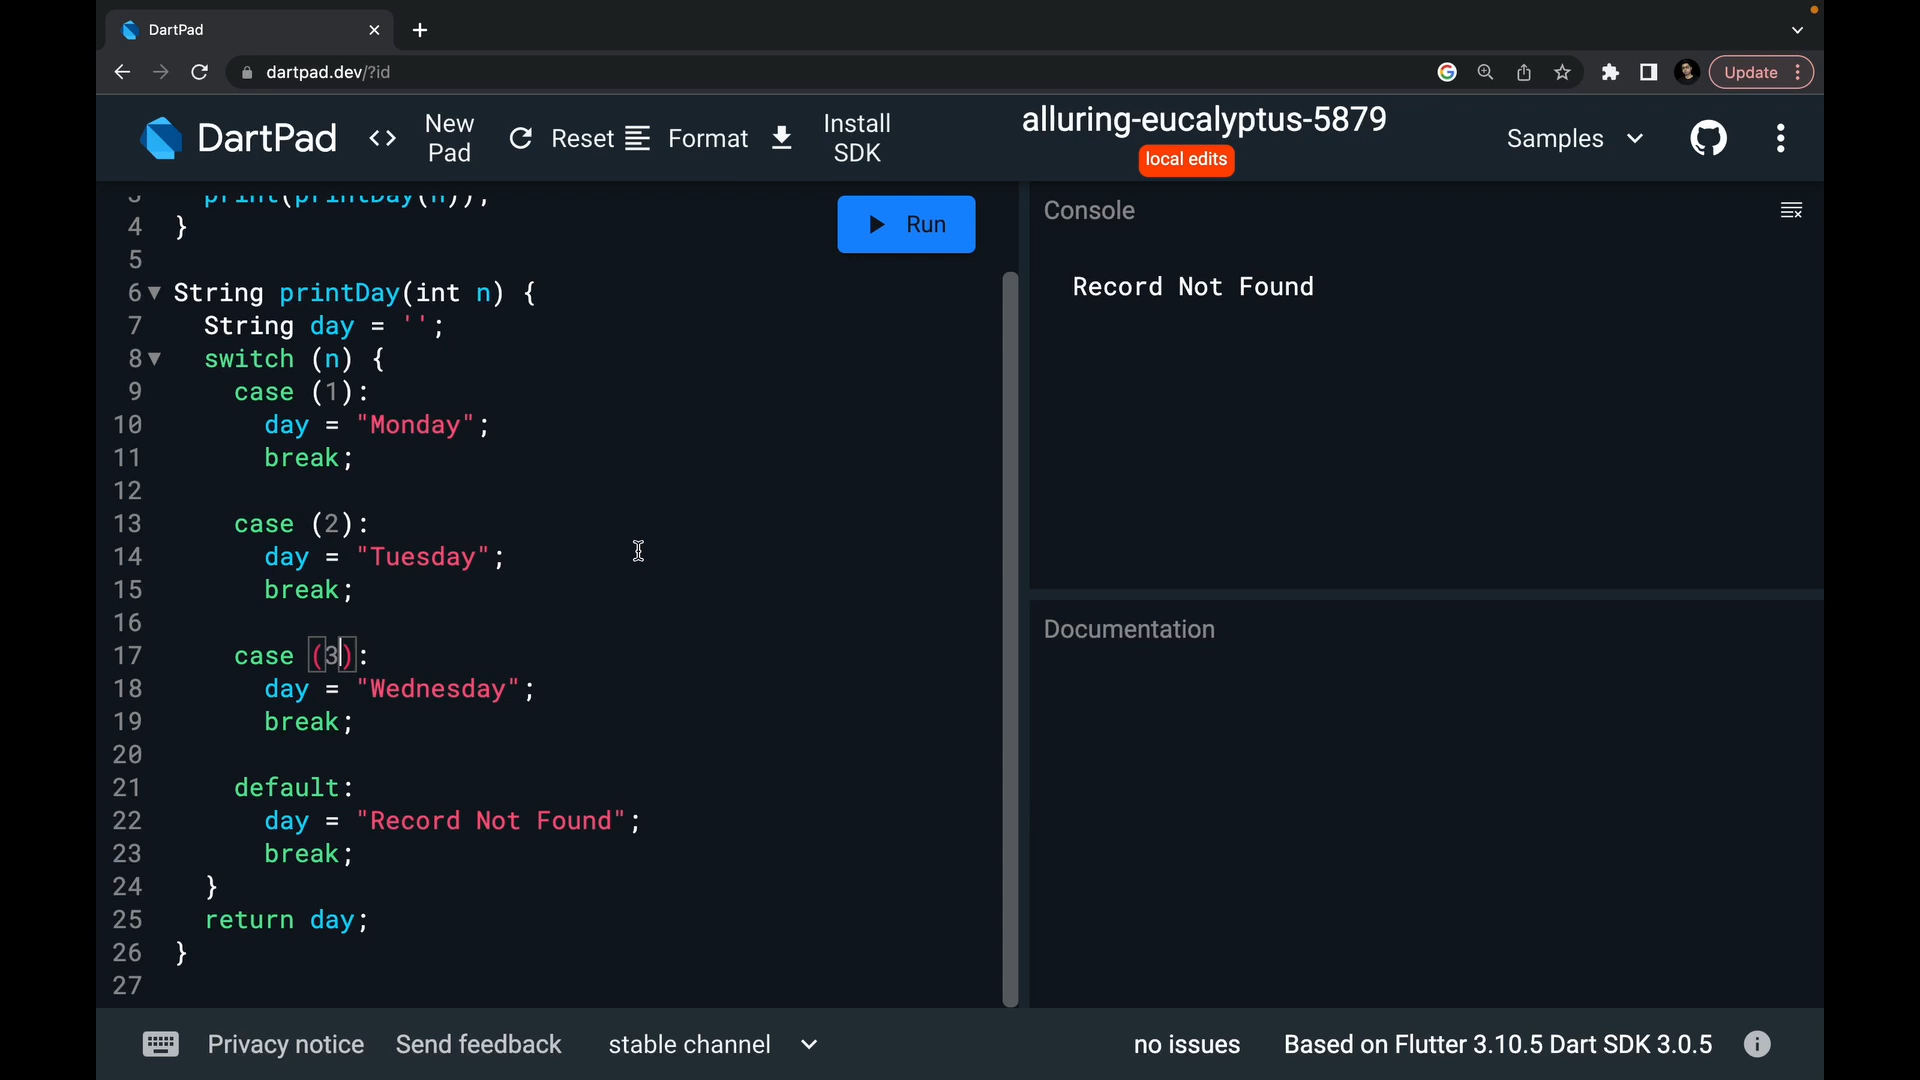 DartPad
dartpad.dev/?id
Update
DartPad
<> New Pad
Reset
Format
Install SDK
alluring-eucalyptus-5879
local edits
Samples
3 print(printDay(n));
4 }
5
6 String printDay(int n) {
7 String day = '';
8 switch (n) {
9 case (1):
10 day = "Monday";
11 break;
12
13 case (2):
14 day = "Tuesday";
15 break;
16
17 case (3):
18 day = "Wednesday";
19 break;
20
21 default:
22 day = "Record Not Found";
23 break;
24 }
25 return day;
26 }
27
Run
Console
Record Not Found
Documentation
Privacy notice
Send feedback
stable channel
no issues
Based on Flutter 3.10.5 Dart SDK 3.0.5